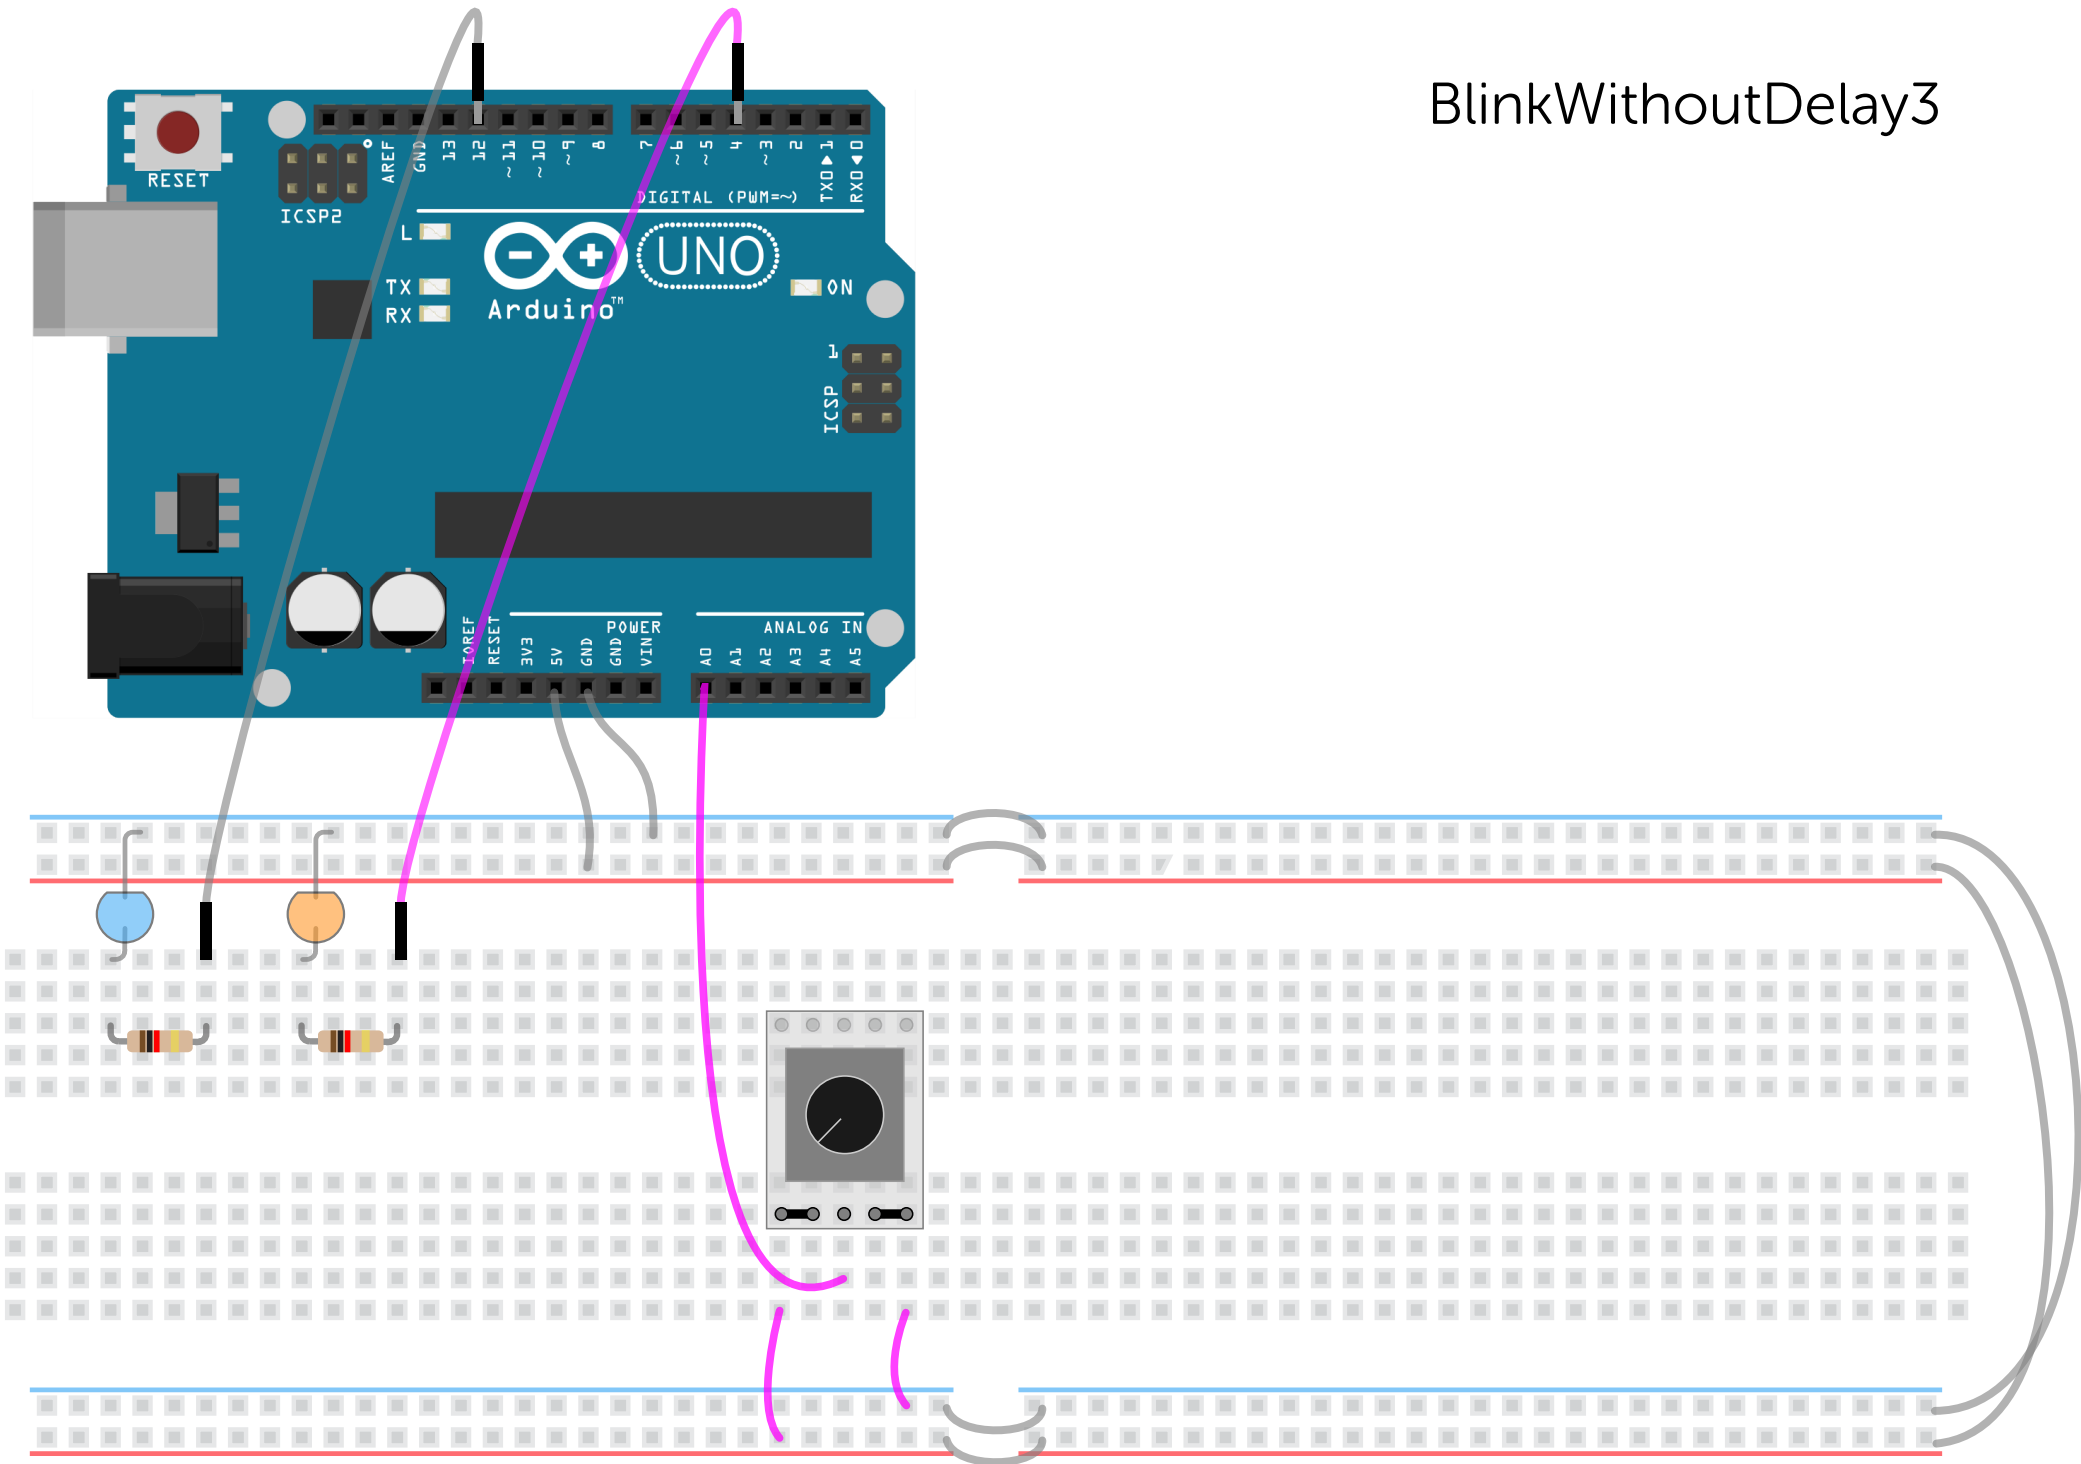 BlinkWithoutDelay3
RESET
ICSP2
AREF
GND
13
12
~11
~10
~9
8
7
~6
~5
4
~3
2
TX0▶1
RX0◀0
DIGITAL (PWM=~)
L
TX
RX
UNO
Arduino™
ON
1
ICSP
POWER
ANALOG IN
IOREF
RESET
3V3
5V
GND
GND
VIN
A0
A1
A2
A3
A4
A5